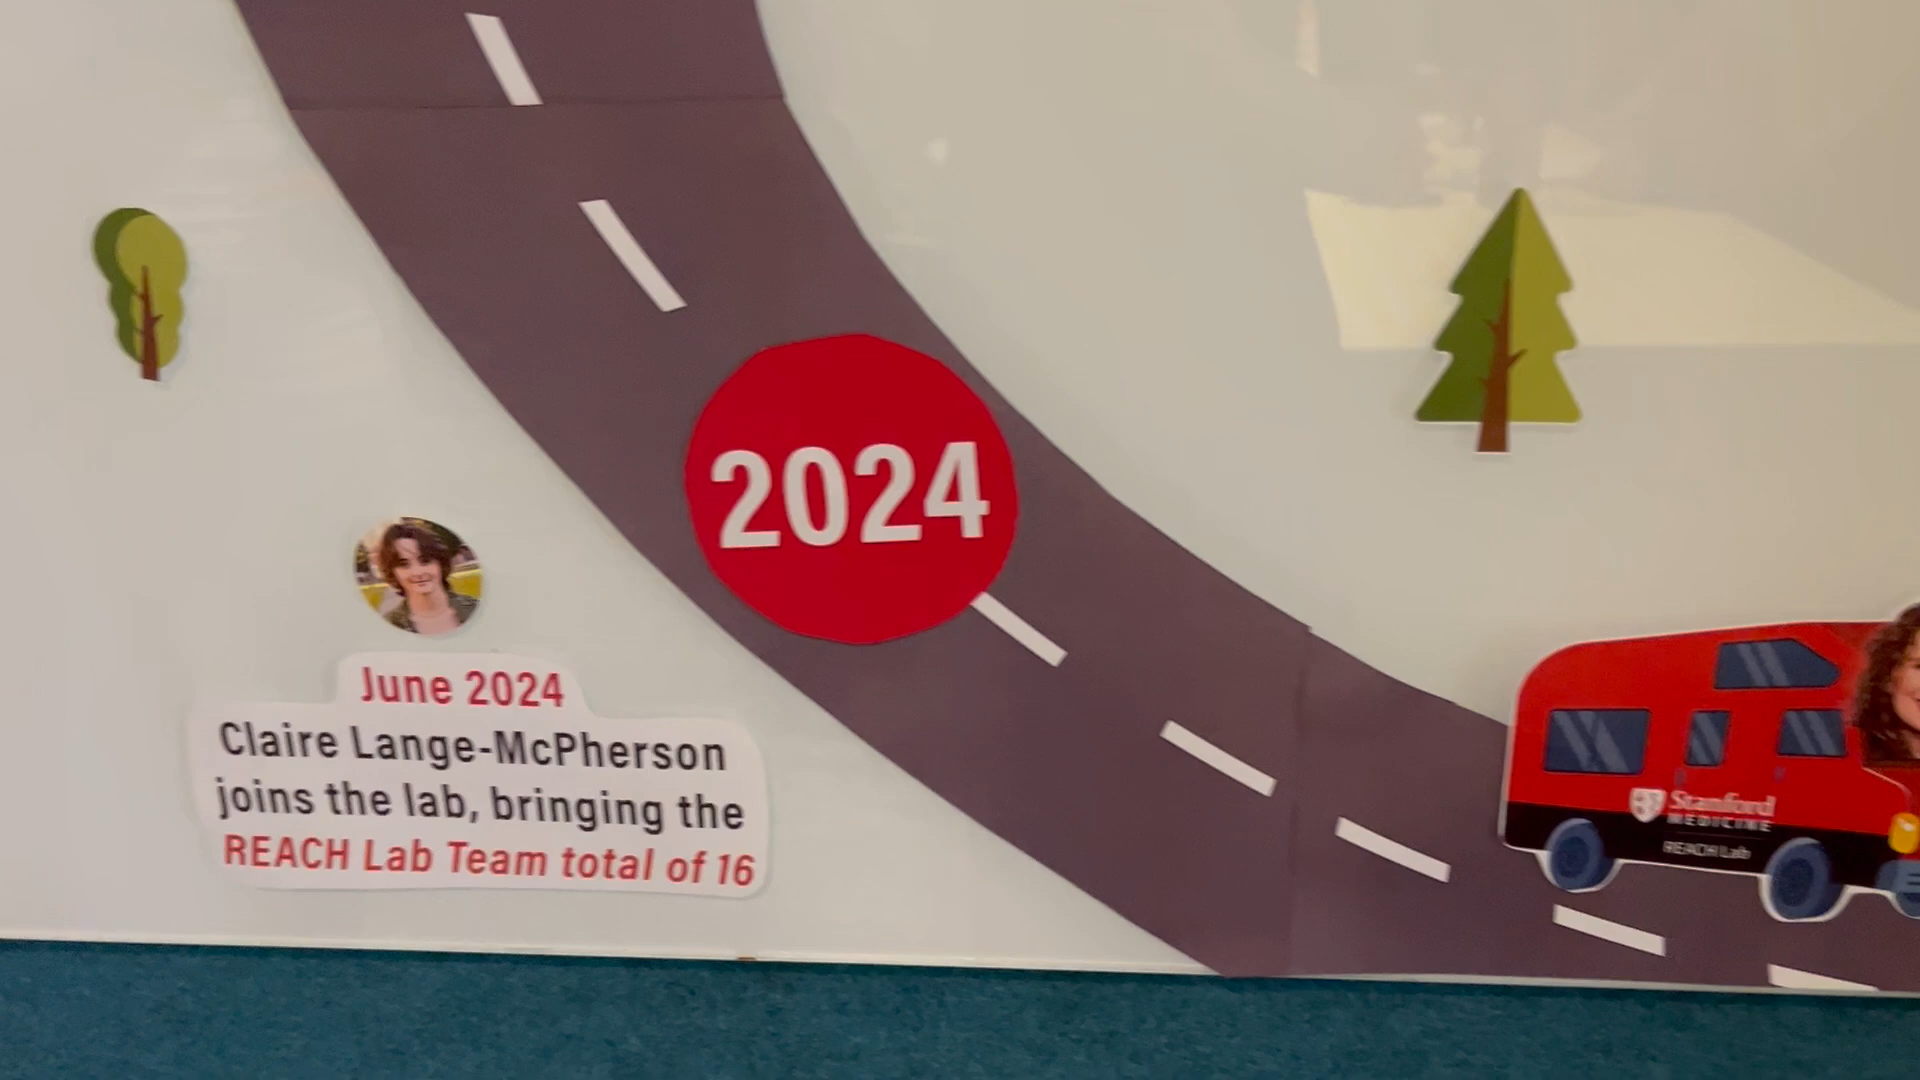 2024
June 2024
Claire Lange-McPherson
joins the lab, bringing the
REACH Lab Team total of 16
Stanford
MEDICINE
REACH Lab